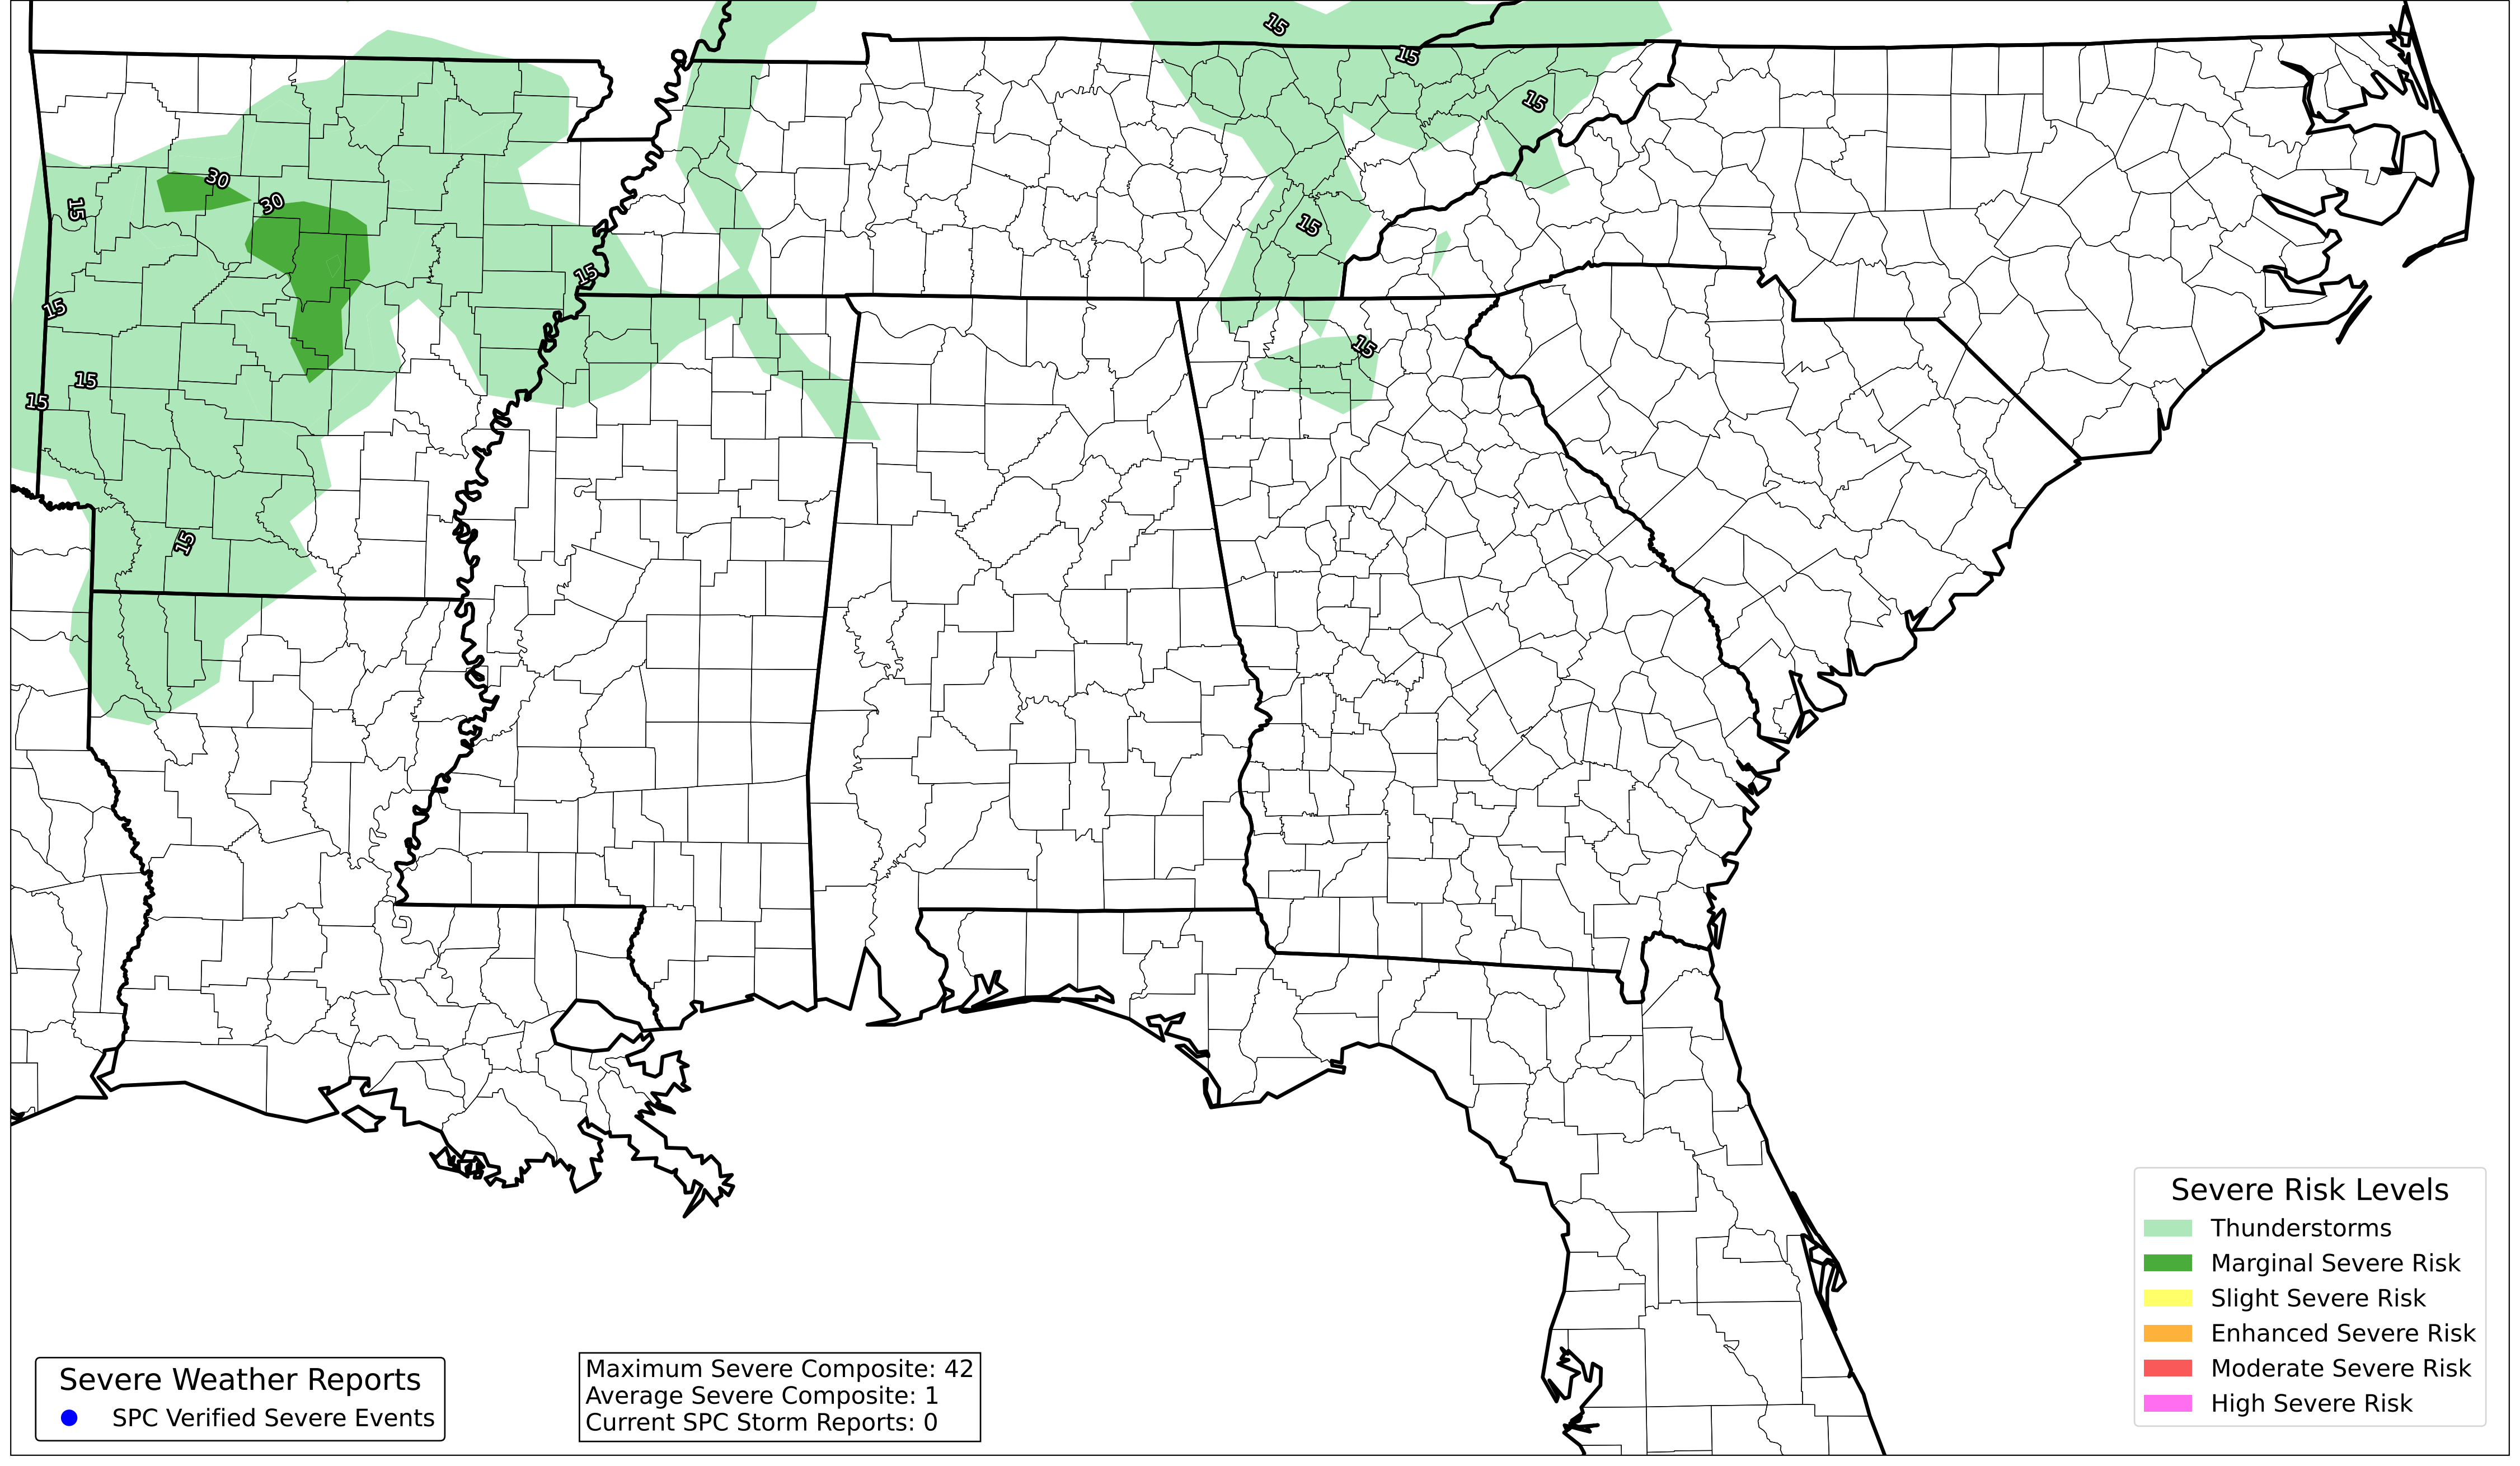 15
15
15
30
30
15
15
15
15
15
15
15
15
Severe Risk Levels
Thunderstorms
Marginal Severe Risk
Slight Severe Risk
Enhanced Severe Risk
Moderate Severe Risk
High Severe Risk
Severe Weather Reports
SPC Verified Severe Events
Maximum Severe Composite: 42
Average Severe Composite: 1
Current SPC Storm Reports: 0